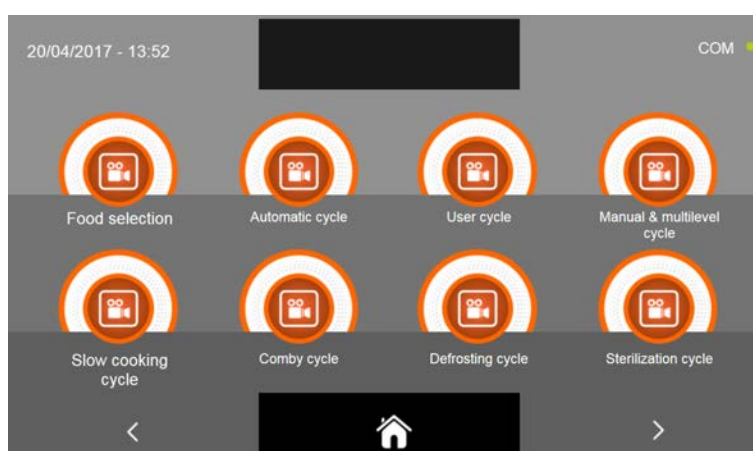 20/04/2017 - 13:52
COM
Food selection
Automatic cycle
User cycle
Manual & multilevel
cycle
Slow cooking
cycle
Comby cycle
Defrosting cycle
Sterilization cycle